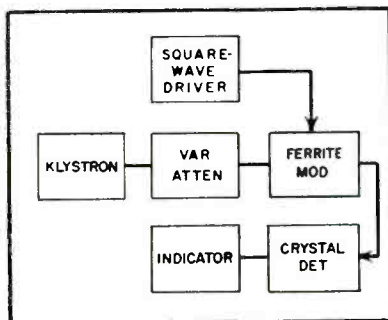 SQUARE-
WAVE
DRIVER
KLYSTRON
VAR
ATTEN
FERRITE
MOD
INDICATOR
CRYSTAL
DET